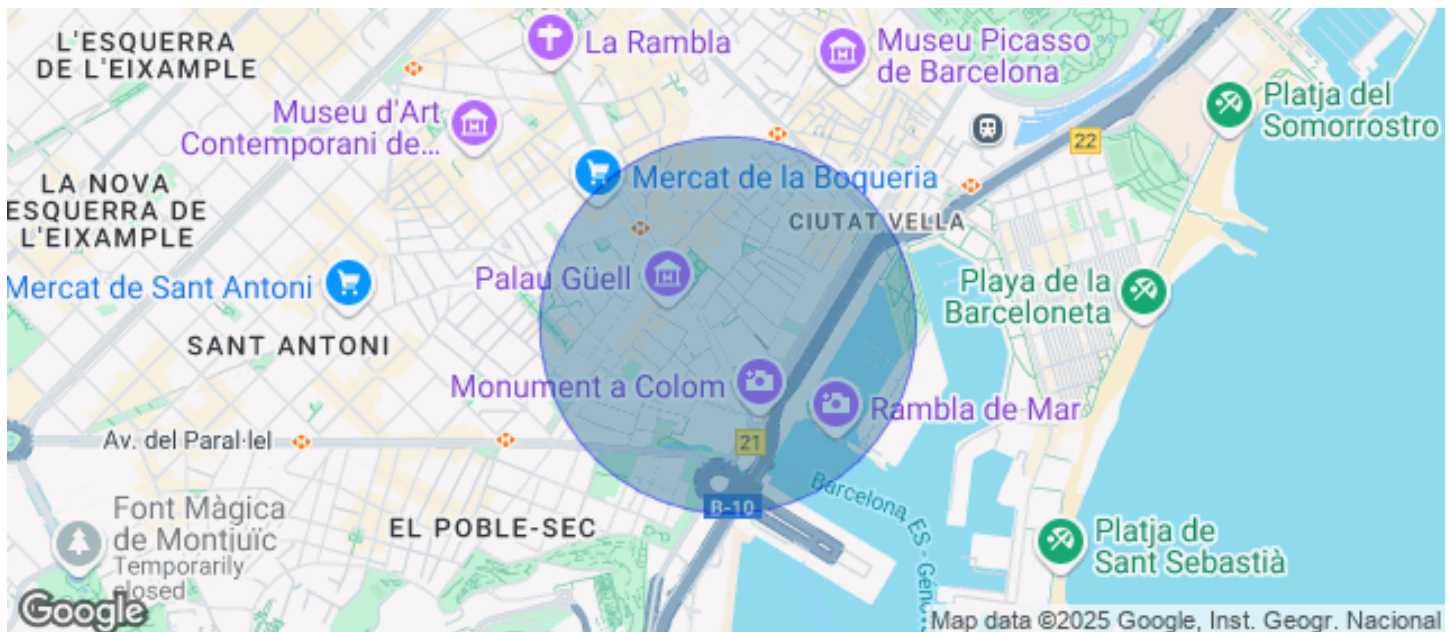 L'ESQUERRA
DE L'EIXAMPLE
La Rambla
Museu Picasso
de Barcelona
Platja del
Somorrostro
Museu d'Art
Contemporani de...
22
LA NOVA
ESQUERRA DE
L'EIXAMPLE
Mercat de la Boqueria
CIUTAT VELLA
Mercat de Sant Antoni
Palau Güell
Playa de la
Barceloneta
SANT ANTONI
Monument a Colom
Rambla de Mar
Av. del Paral·lel
21
B-10
Barcelona, ES - Géno
Font Màgica
de Montjuïc
Temporarily
closed
EL POBLE-SEC
Platja de
Sant Sebastià
Google
Map data ©2025 Google, Inst. Geogr. Nacional